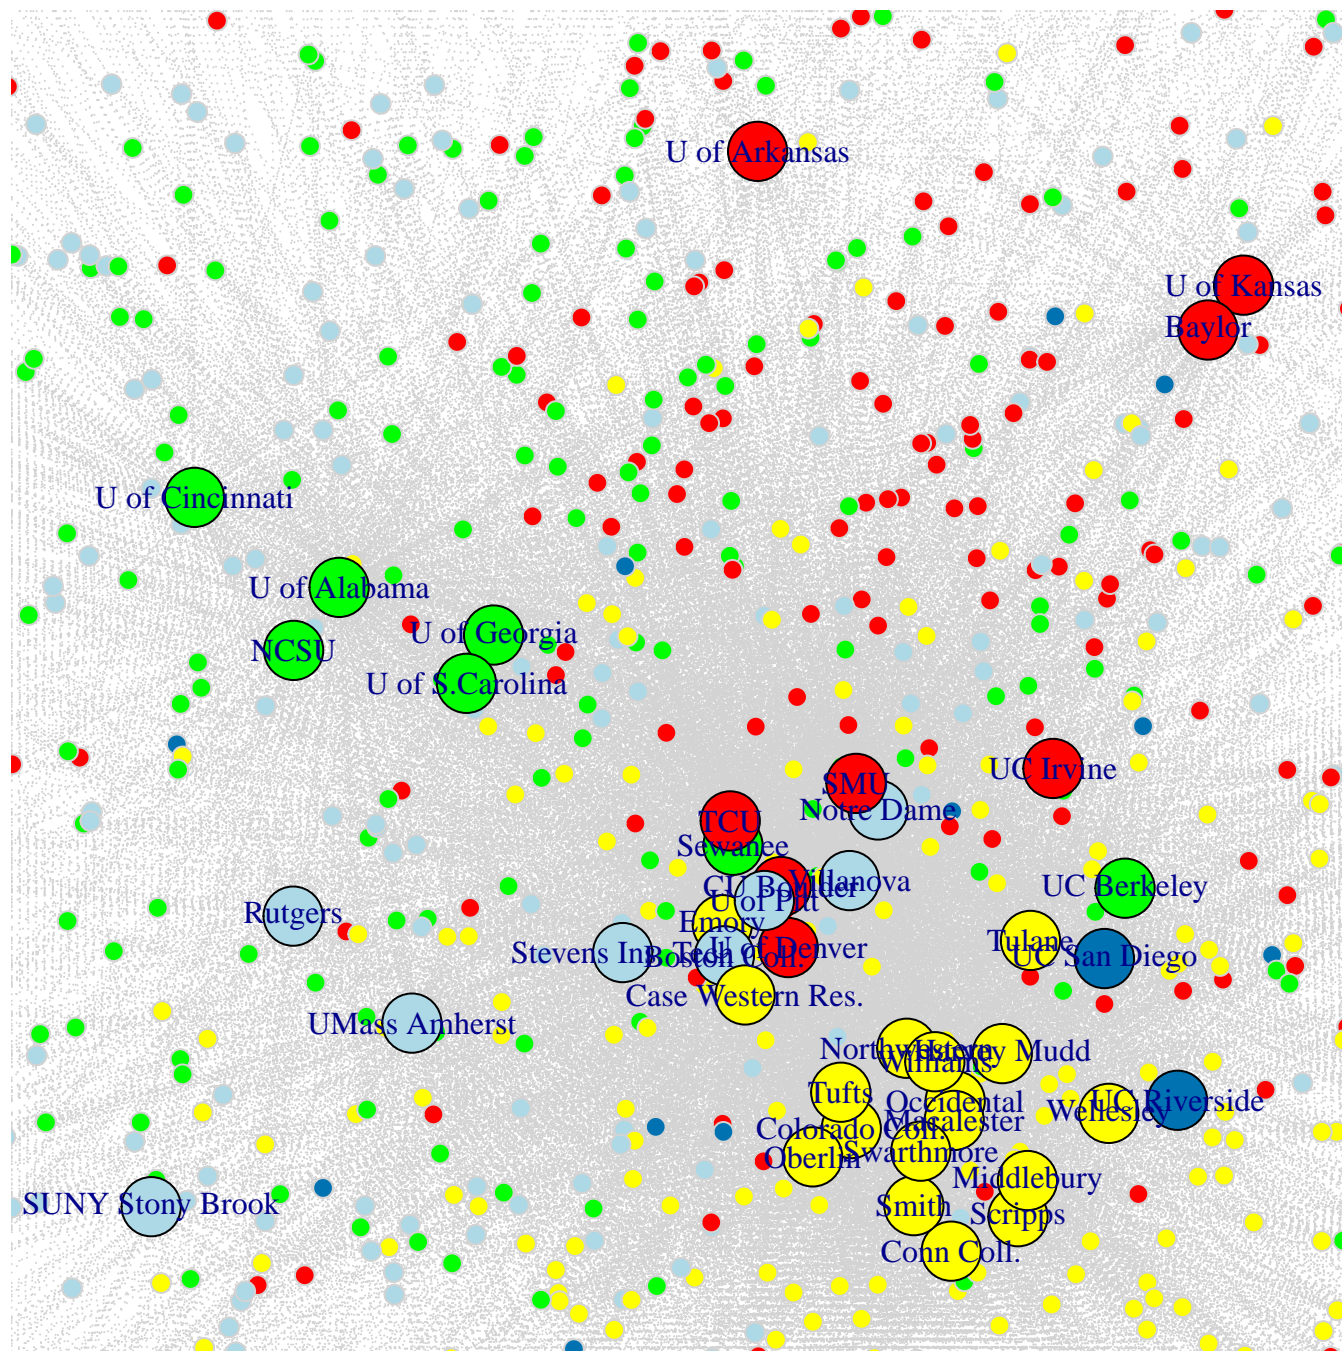 U of Arkansas
U of Kansas
Baylor
U of Cincinnati
U of Alabama
U of Georgia
NCSU
U of S.Carolina
UC Irvine
SMU
Notre Dame
TCU
Sewanee
CU Boulder
Villanova
UC Berkeley
U of Pitt
Rutgers
Emory
Tulane
Stevens Ins. Tech
U of Denver
Boston Coll.
UC San Diego
Case Western Res.
UMass Amherst
Northwestern
Harvey Mudd
Williams
Tufts
Occidental
UC Riverside
Wellesley
Macalester
Colorado Coll.
Swarthmore
Oberlin
Middlebury
SUNY Stony Brook
Smith
Scripps
Conn Coll.